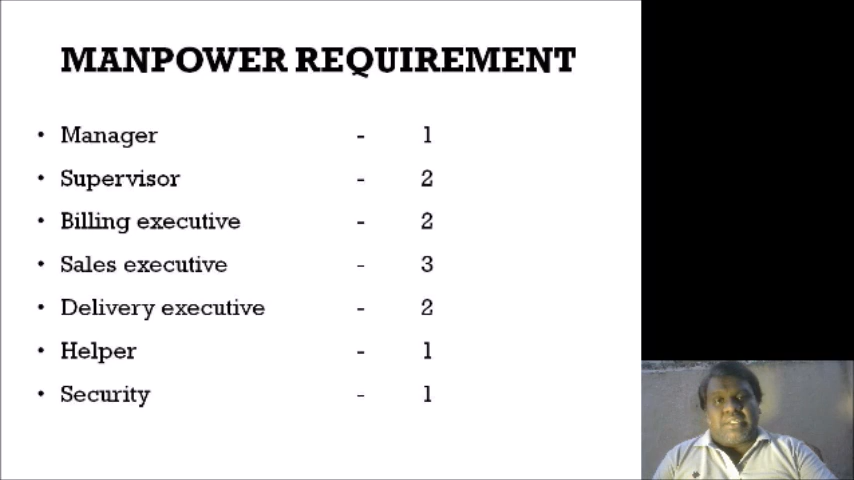 MANPOWER REQUIREMENT
• Manager - 1
• Supervisor - 2
• Billing executive - 2
• Sales executive - 3
• Delivery executive - 2
• Helper - 1
• Security - 1